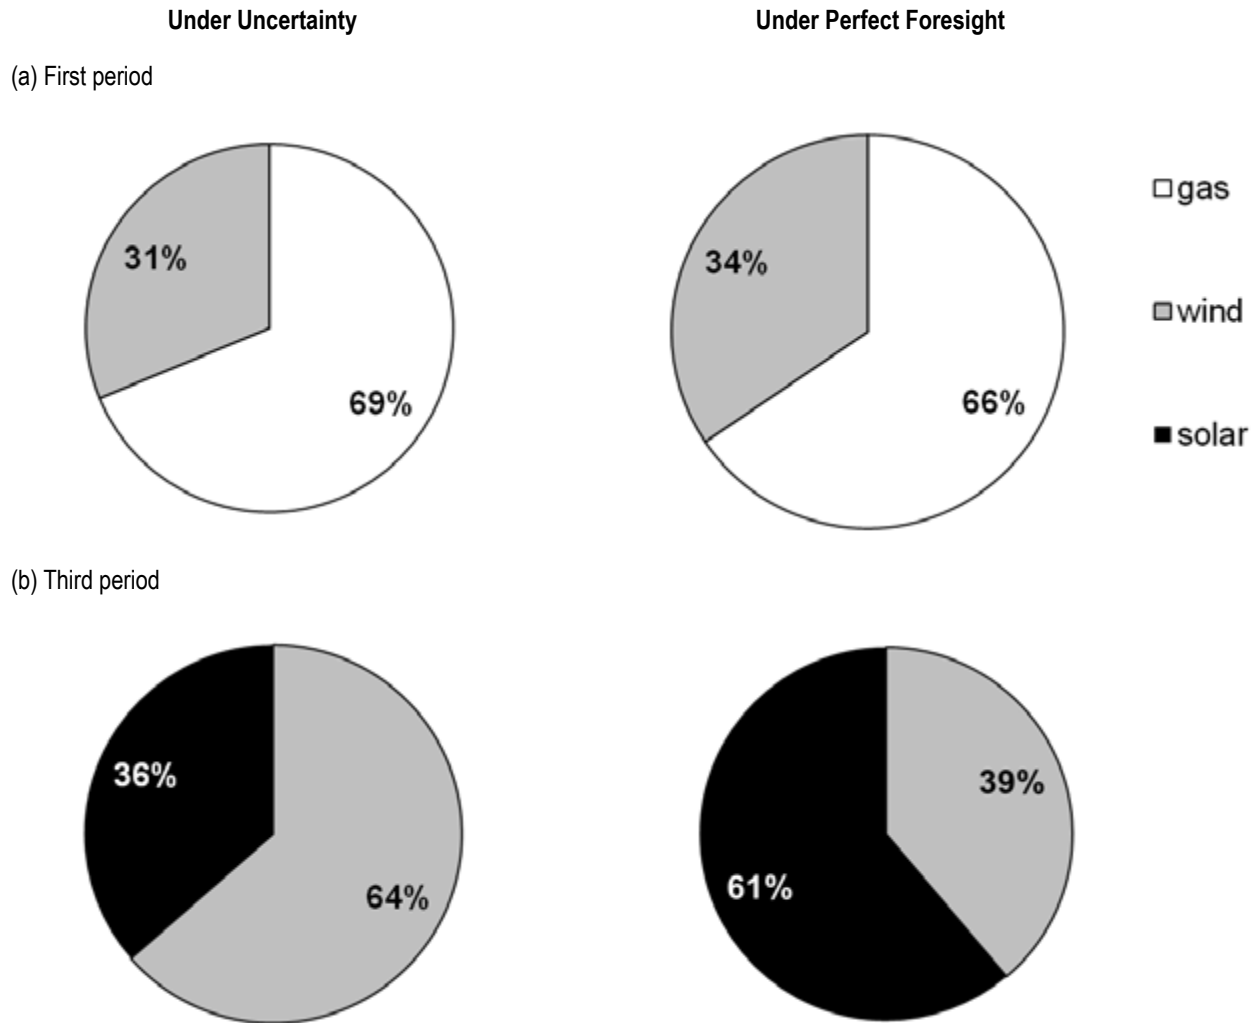 Under Uncertainty
Under Perfect Foresight
(a) First period
31%
69%
34%
66%
gas
wind
solar
(b) Third period
36%
64%
61%
39%